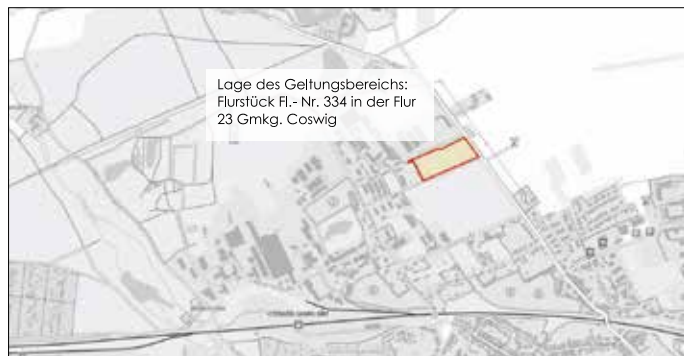 Lage des Geltungsbereichs:
Flurstück Fl.- Nr. 334 in der Flur
23 Gmkg. Coswig